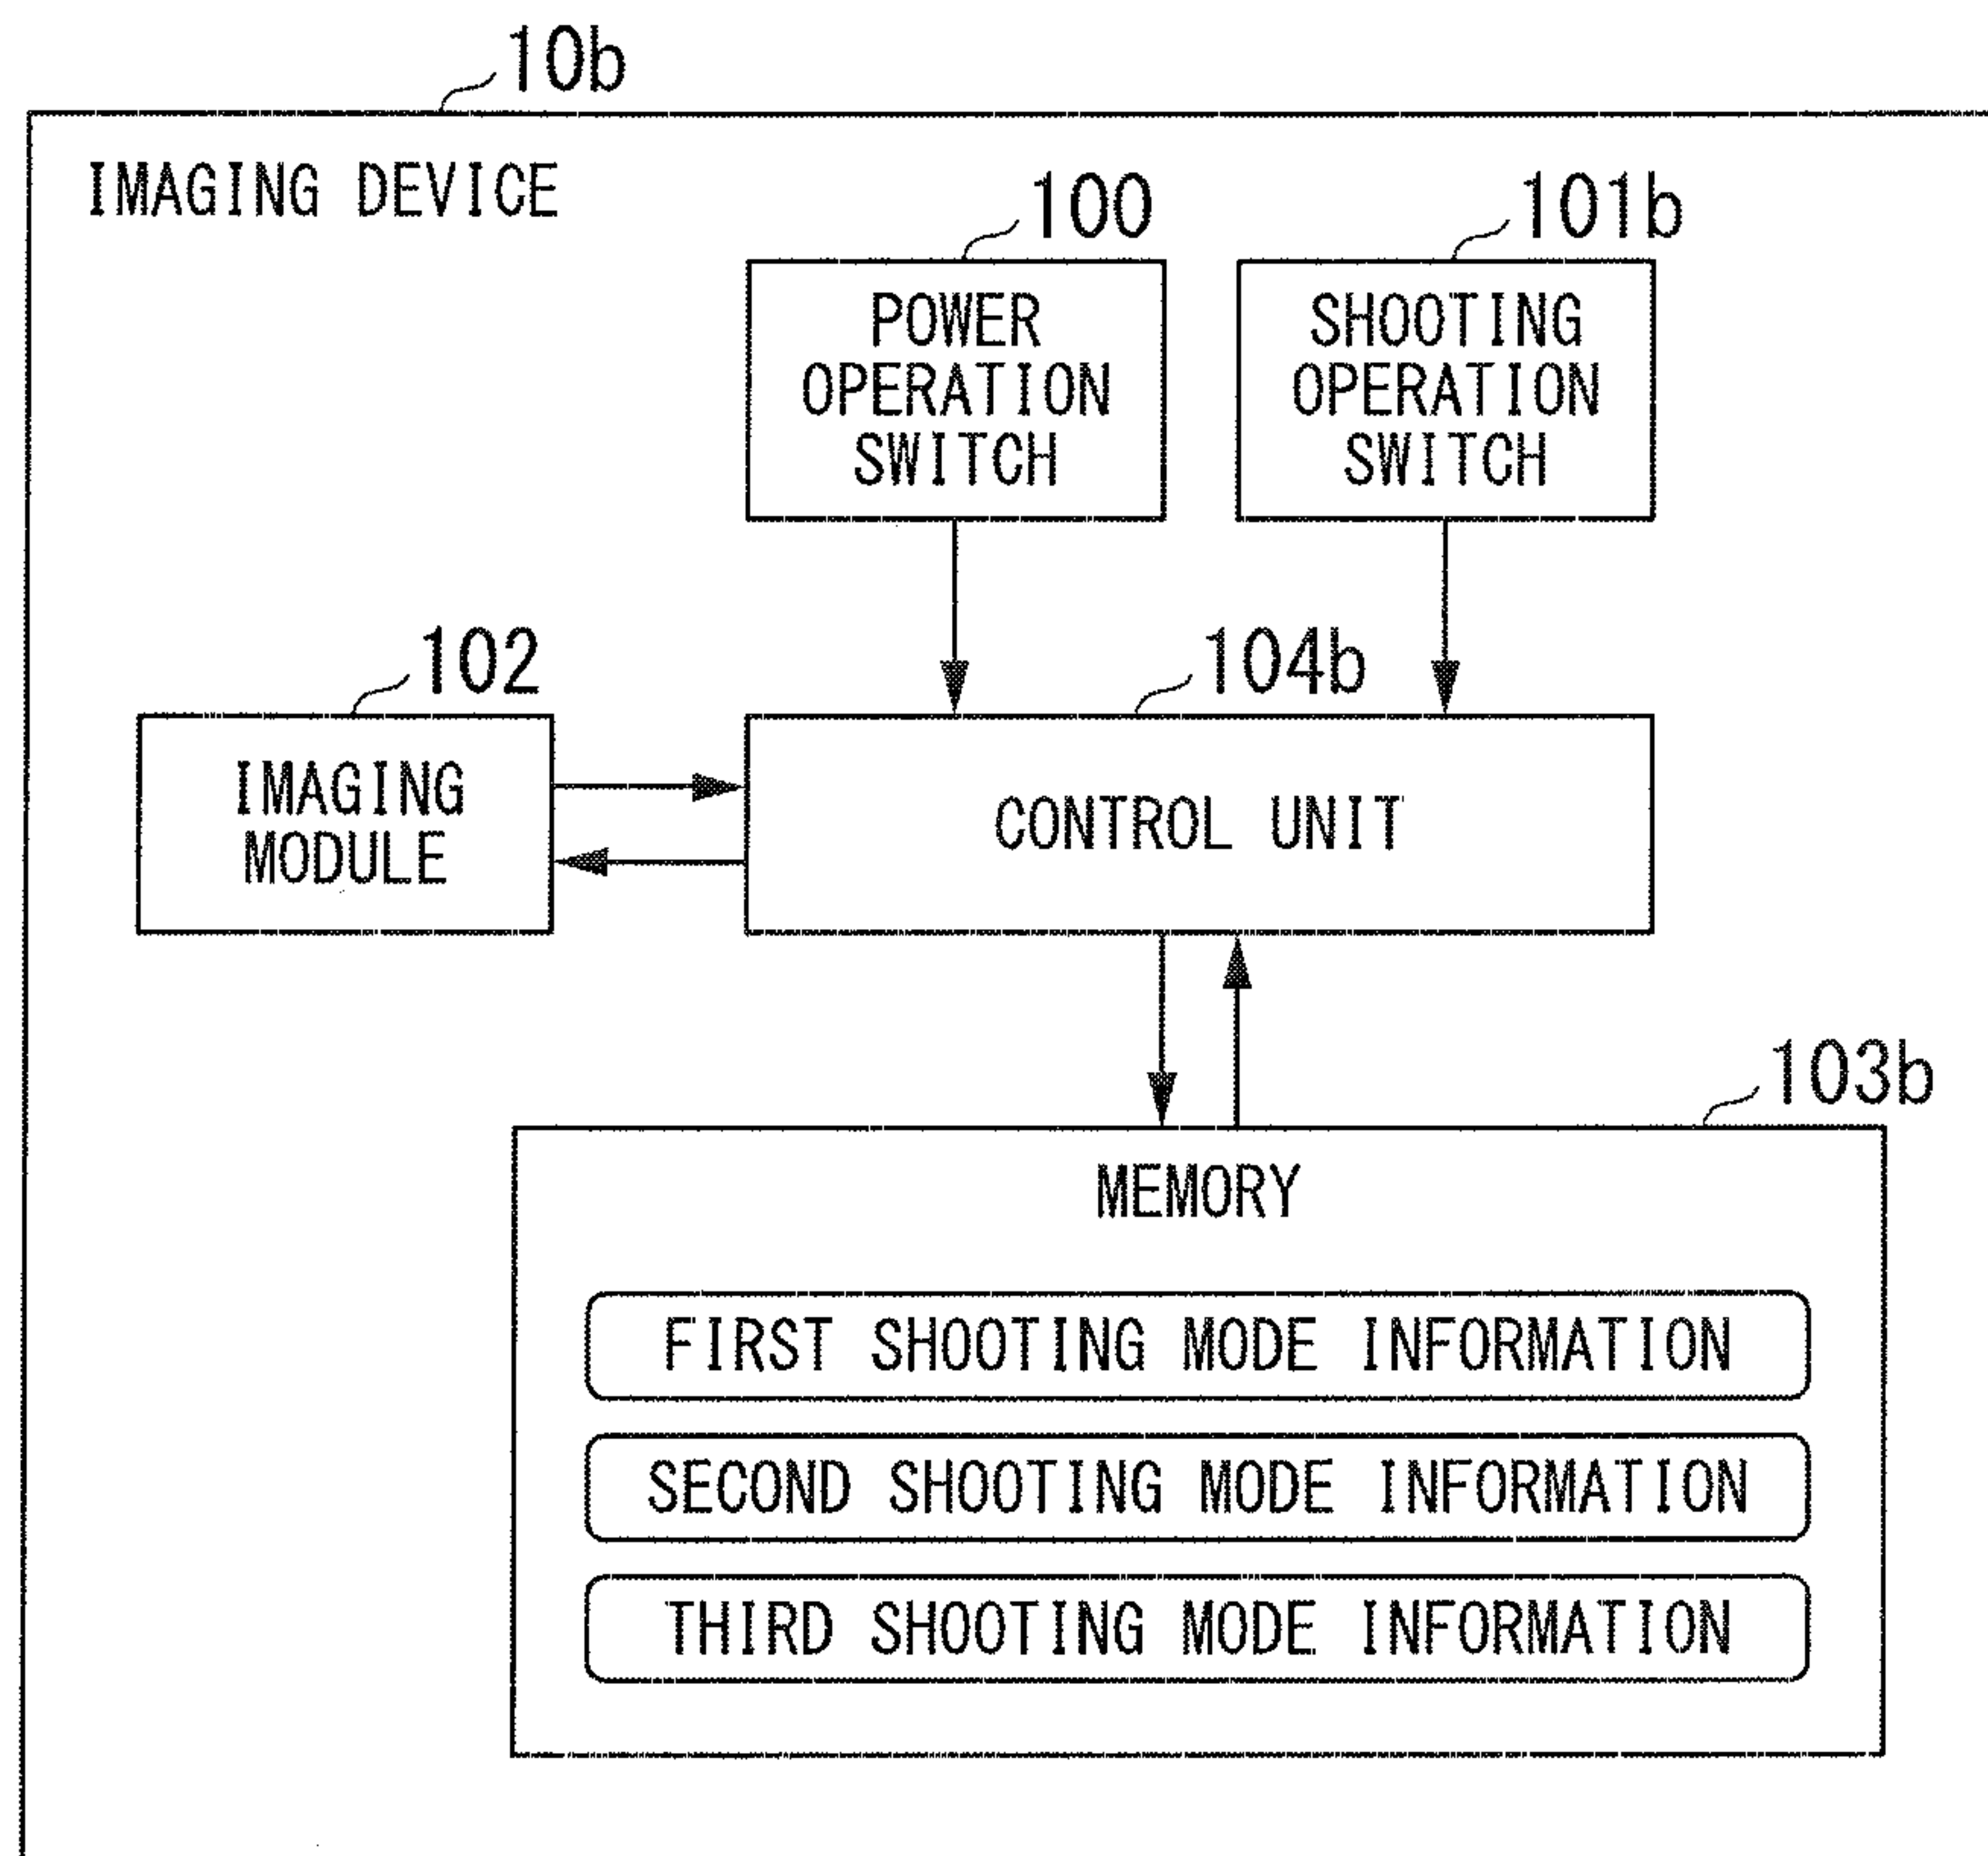 10b
IMAGING DEVICE
100
101b
POWER
OPERATION
SWITCH
SHOOTING
OPERATION
SWITCH
102
104b
IMAGING
MODULE
CONTROL UNIT
103b
MEMORY
FIRST SHOOTING MODE INFORMATION
SECOND SHOOTING MODE INFORMATION
THIRD SHOOTING MODE INFORMATION